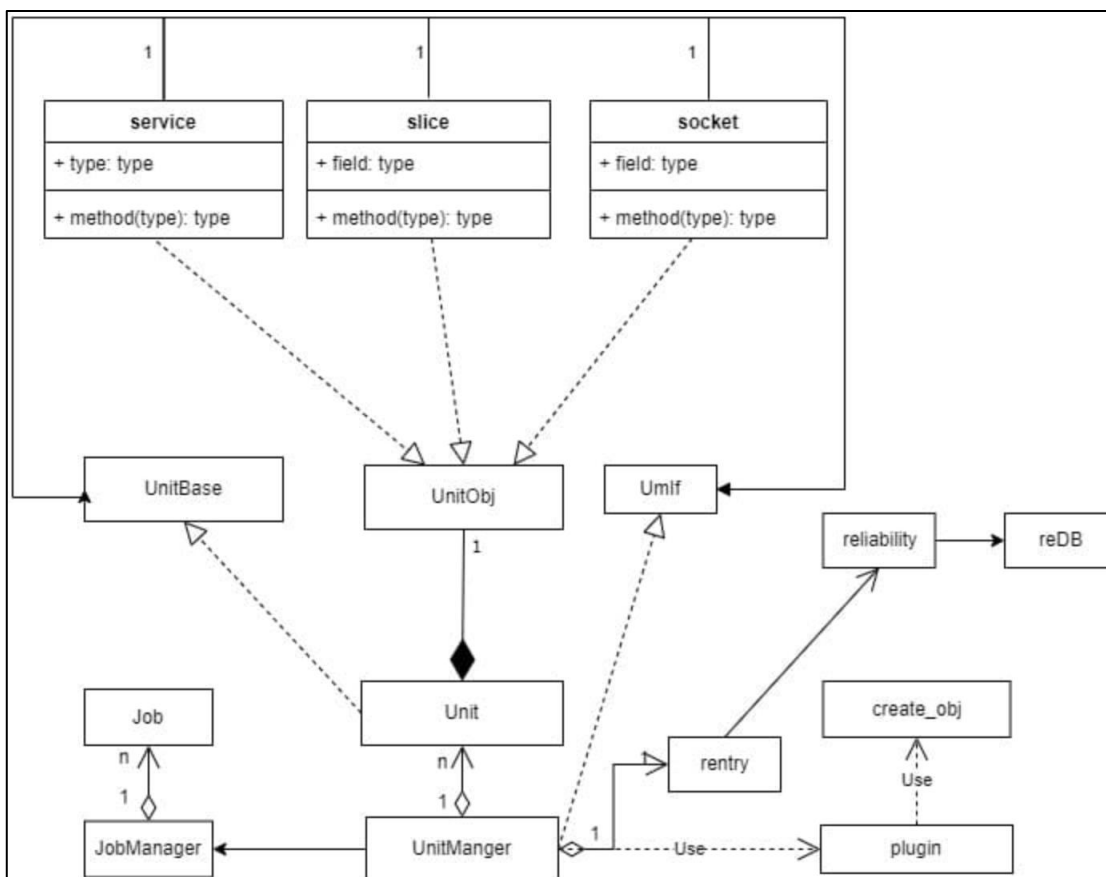 1
1
1
service
+ type: type
+ method(type): type
slice
+ field: type
+ method(type): type
socket
+ field: type
+ method(type): type
UnitBase
UnitObj
UmIf
1
reliability
reDB
Job
Unit
create_obj
n
n
1
rentry
Use
1
1
1
JobManager
UnitManger
Use
plugin